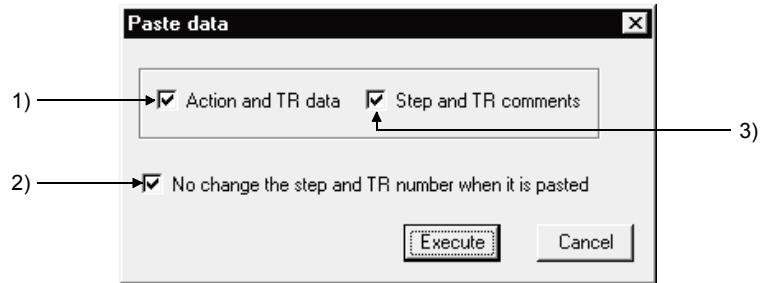 Paste data
1) Action and TR data Step and TR comments
3)
2) No change the step and TR number when it is pasted
Execute Cancel